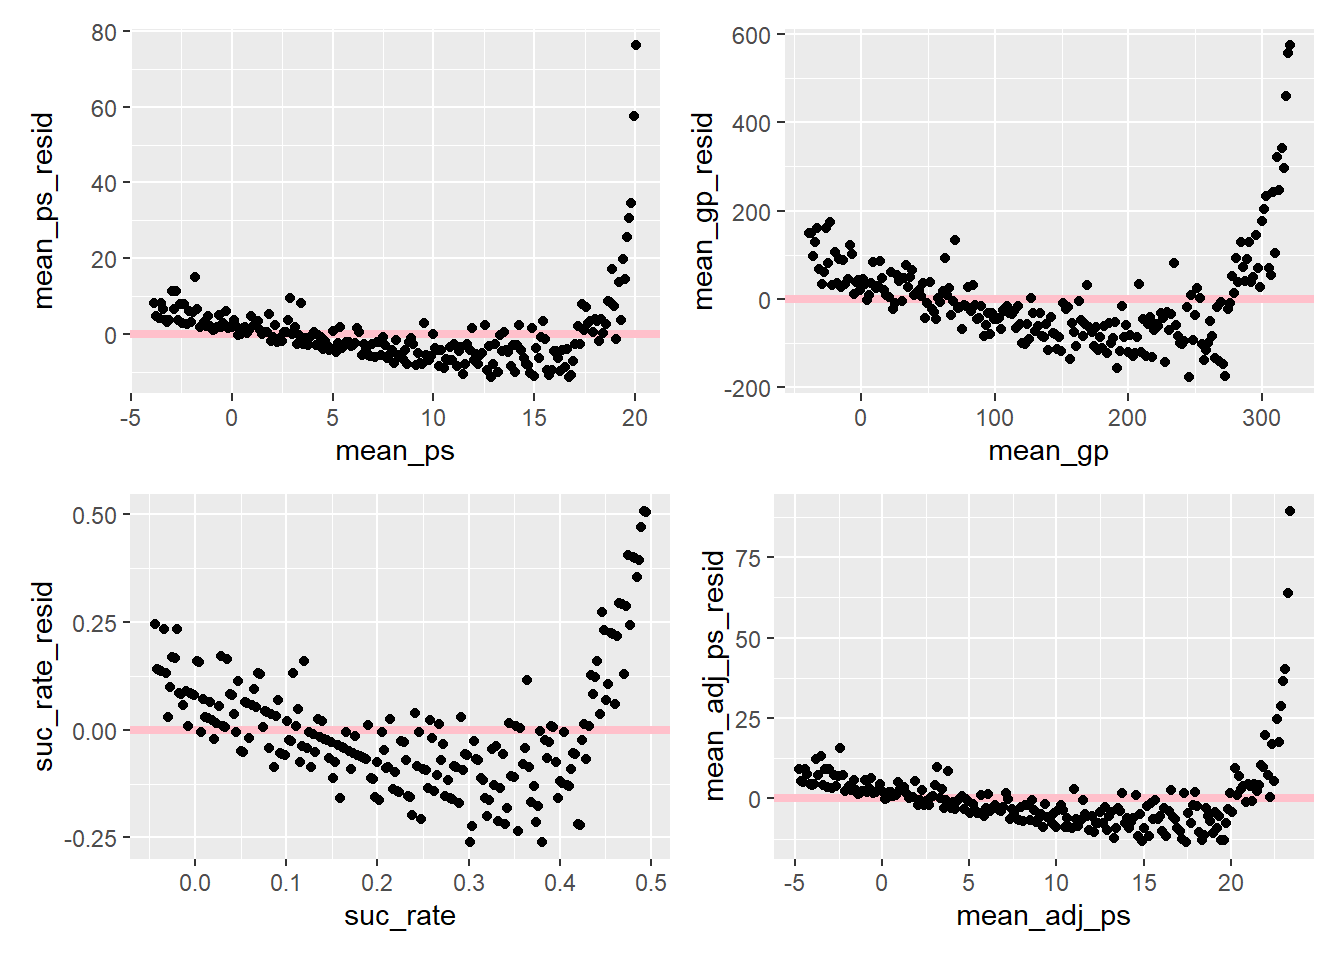 mean_ps_resid
80
60
40
20
0
-5 0 5 10 15 20
mean_ps
mean_gp_resid
600
400
200
0
-200
0 100 200 300
mean_gp
suc_rate_resid
0.50
0.25
0.00
-0.25
0.0 0.1 0.2 0.3 0.4 0.5
suc_rate
mean_adj_ps_resid
75
50
25
0
-5 0 5 10 15 20
mean_adj_ps